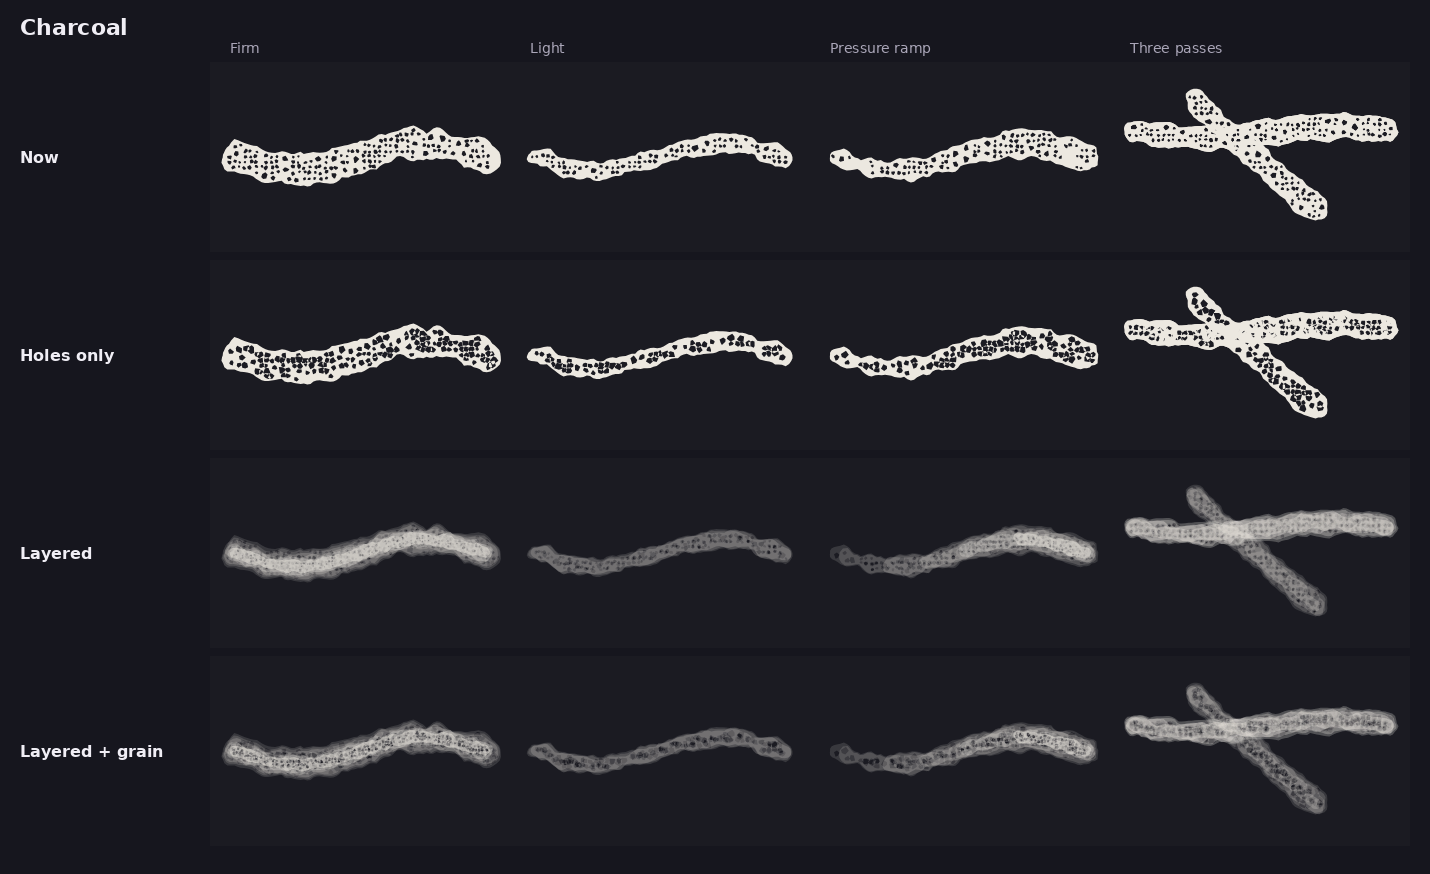 Charcoal
Firm Light Pressure ramp Three passes
Now
Holes only
Layered
Layered + grain